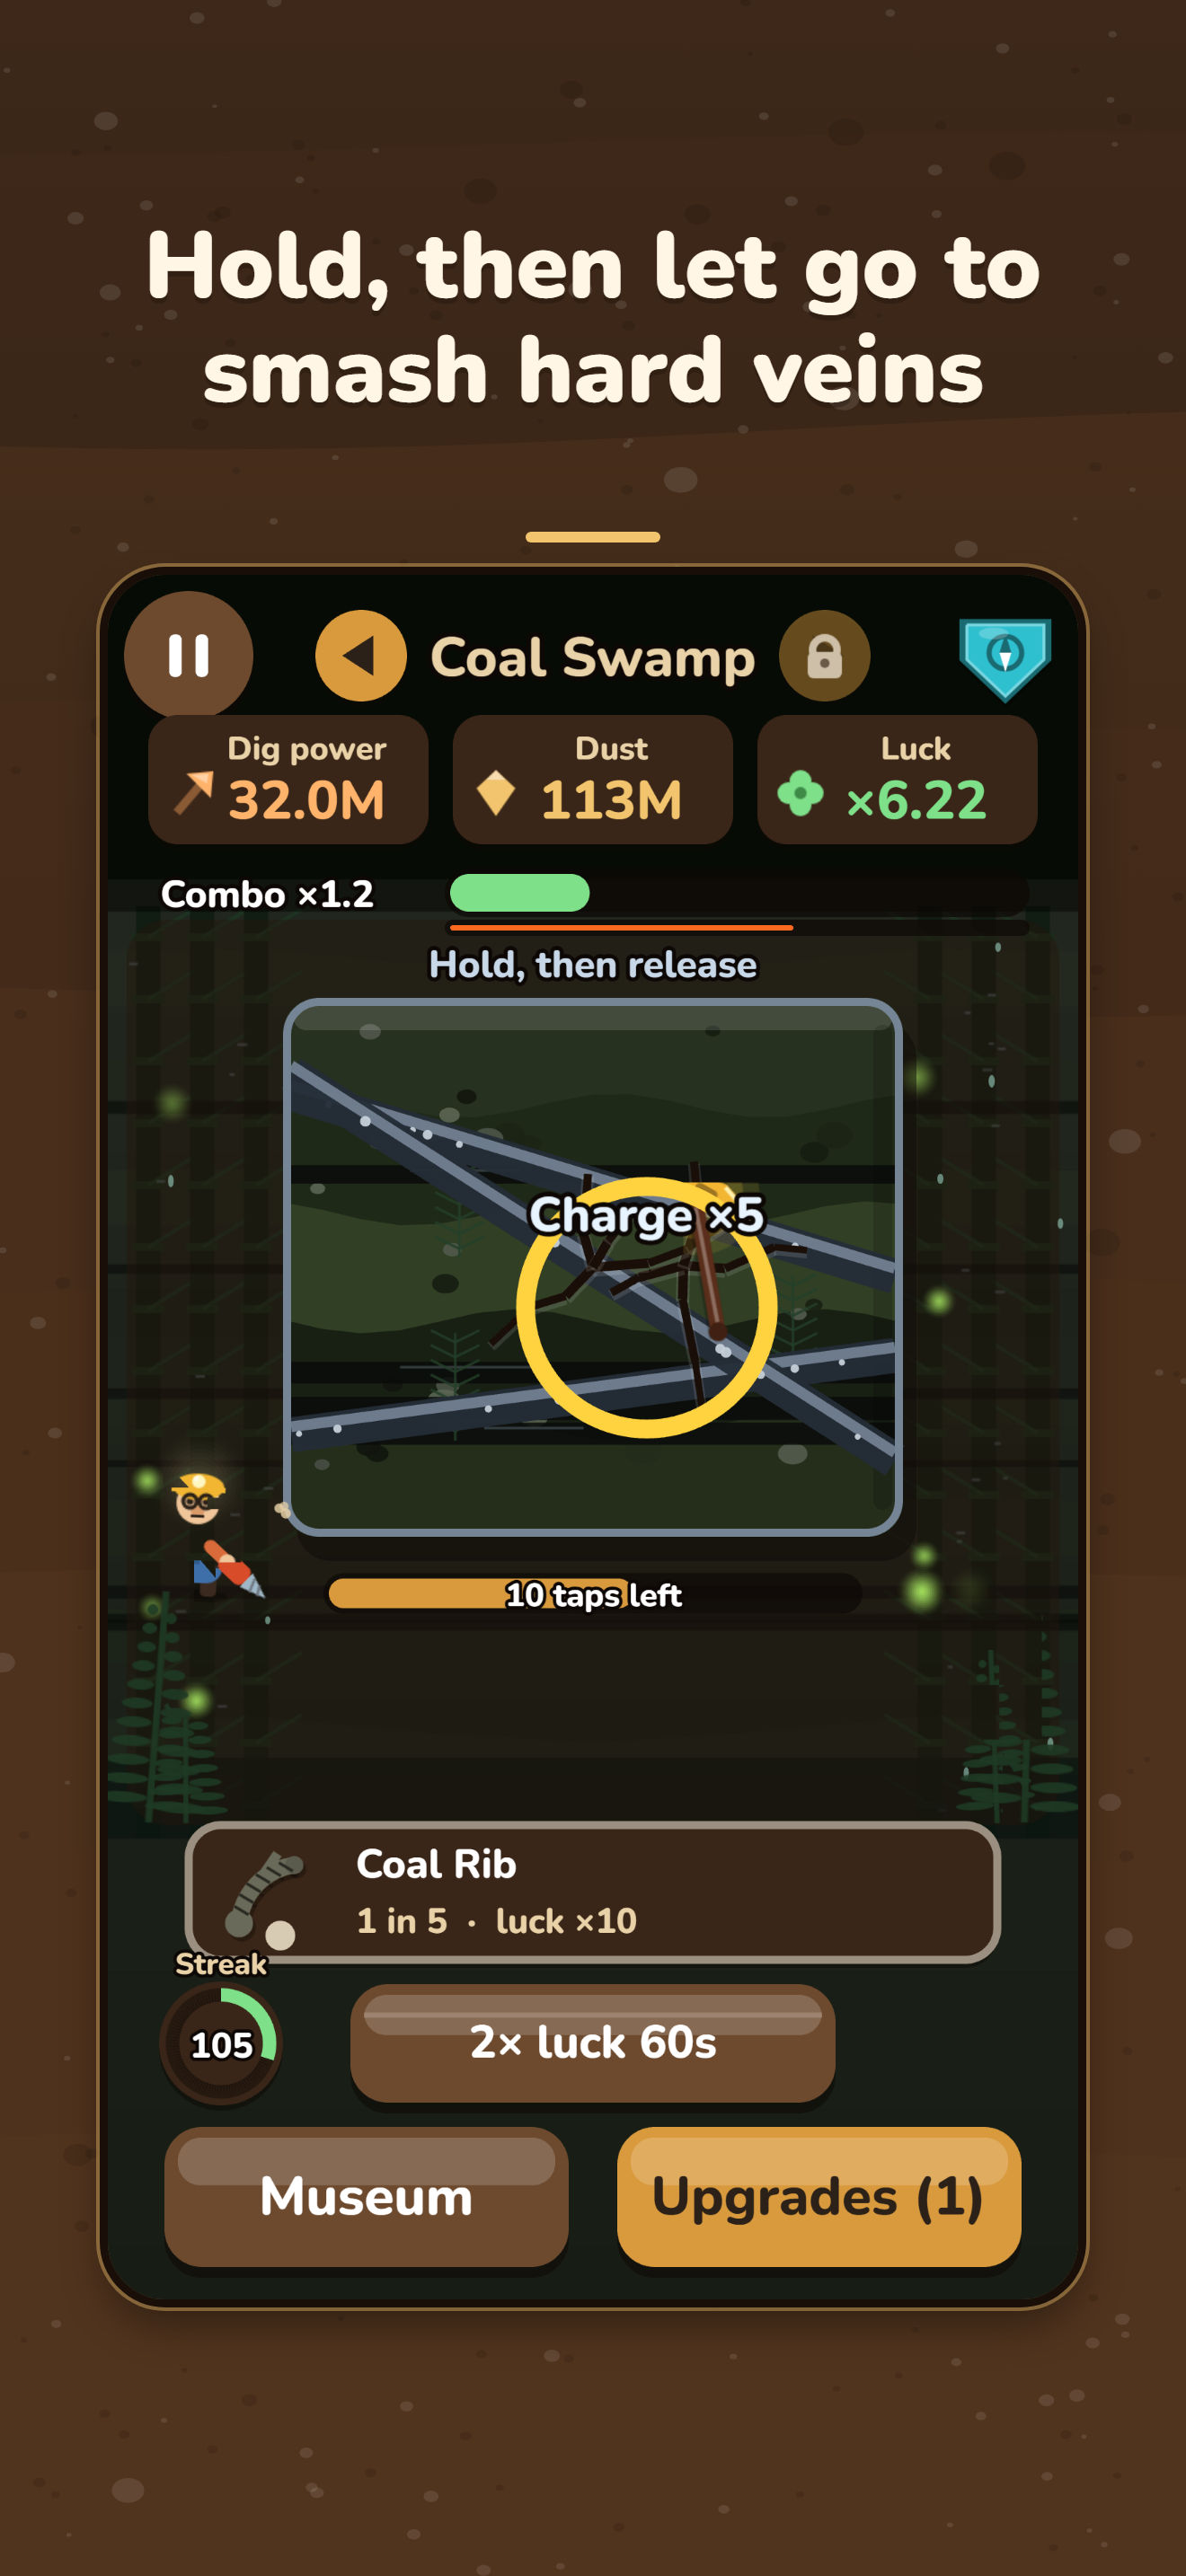 Hold, then let go to
smash hard veins
Coal Swamp
Dig power
32.0M
Dust
113M
Luck
×6.22
Combo ×1.2
Hold, then release
Charge ×5
10 taps left
Coal Rib
1 in 5 · luck ×10
Streak
105
2× luck 60s
Museum
Upgrades (1)